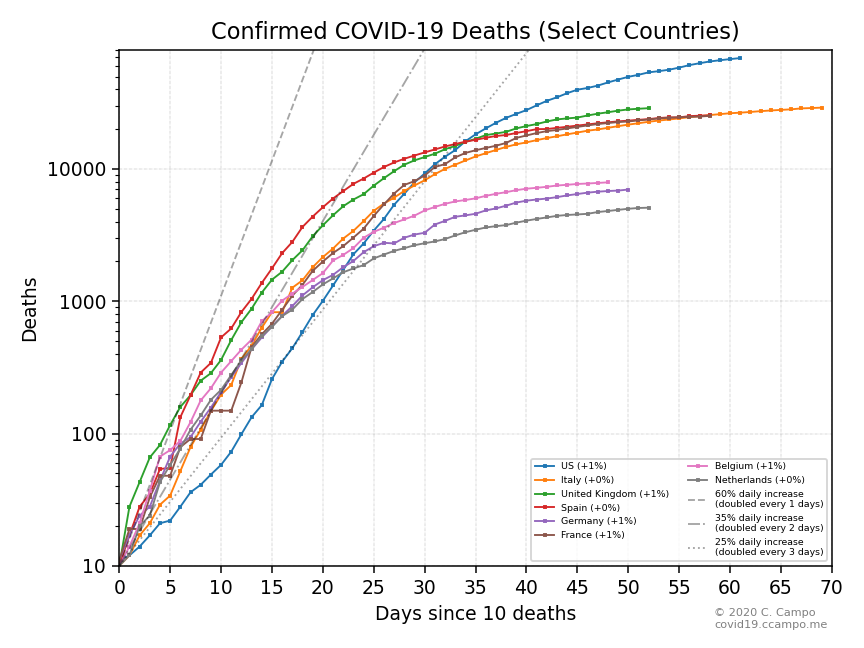 Confirmed COVID-19 Deaths (Select Countries)
Deaths
10000
1000
100
10
0 5 10 15 20 25 30 35 40 45 50 55 60 65 70
Days since 10 deaths
US (+1%)
Italy (+0%)
United Kingdom (+1%)
Spain (+0%)
Germany (+1%)
France (+1%)
Belgium (+1%)
Netherlands (+0%)
60% daily increase
(doubled every 1 days)
35% daily increase
(doubled every 2 days)
25% daily increase
(doubled every 3 days)
© 2020 C. Campo
covid19.ccampo.me